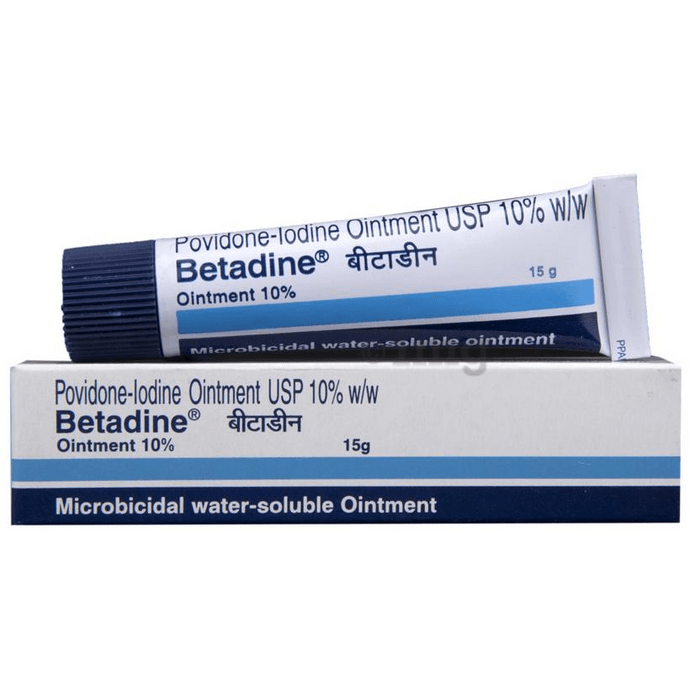 Povidone-Iodine Ointment USP 10% w/w
Betadine® बीटाडीन
Ointment 10%
15 g
Microbicidal water-soluble ointment
Povidone-Iodine Ointment USP 10% w/w
Betadine® बीटाडीन
Ointment 10%
15g
Microbicidal water-soluble Ointment